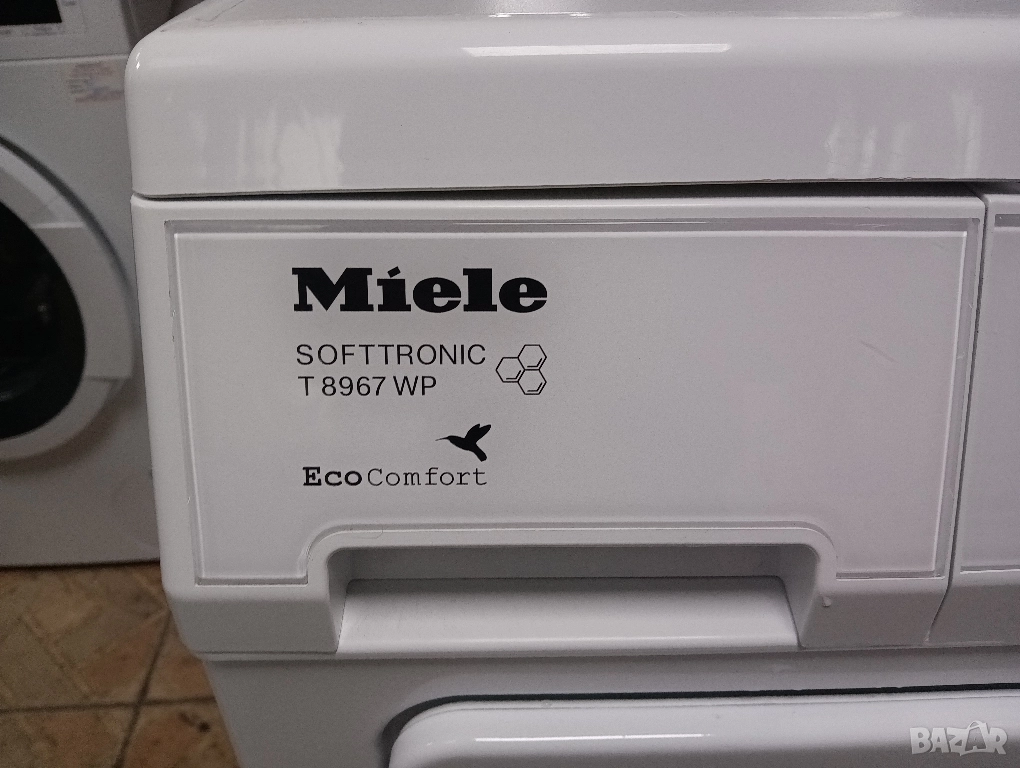 Miele
SOFTTRONIC
T 8967 WP
EcoComfort
BAZAR